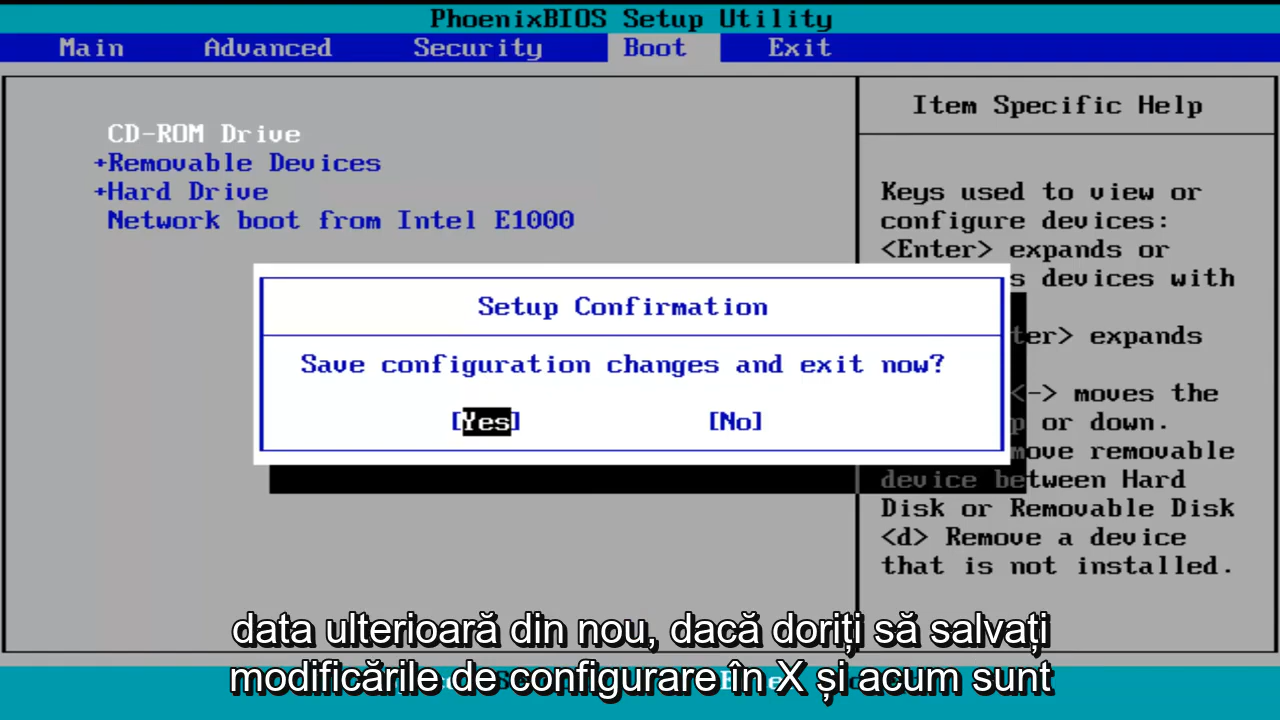 PhoenixBIOS Setup Utility
Main Advanced Security Boot Exit
CD-ROM Drive
+Removable Devices
+Hard Drive
Network boot from Intel E1000
Item Specific Help
Keys used to view or
configure devices:
<Enter> expands or
s devices with
ter> expands
<-> moves the
p or down.
move removable
device between Hard
Disk or Removable Disk
<d> Remove a device
that is not installed.
Setup Confirmation
Save configuration changes and exit now?
[Yes] [No]
data ulterioară din nou, dacă doriți să salvați
modificările de configurare în X și acum sunt